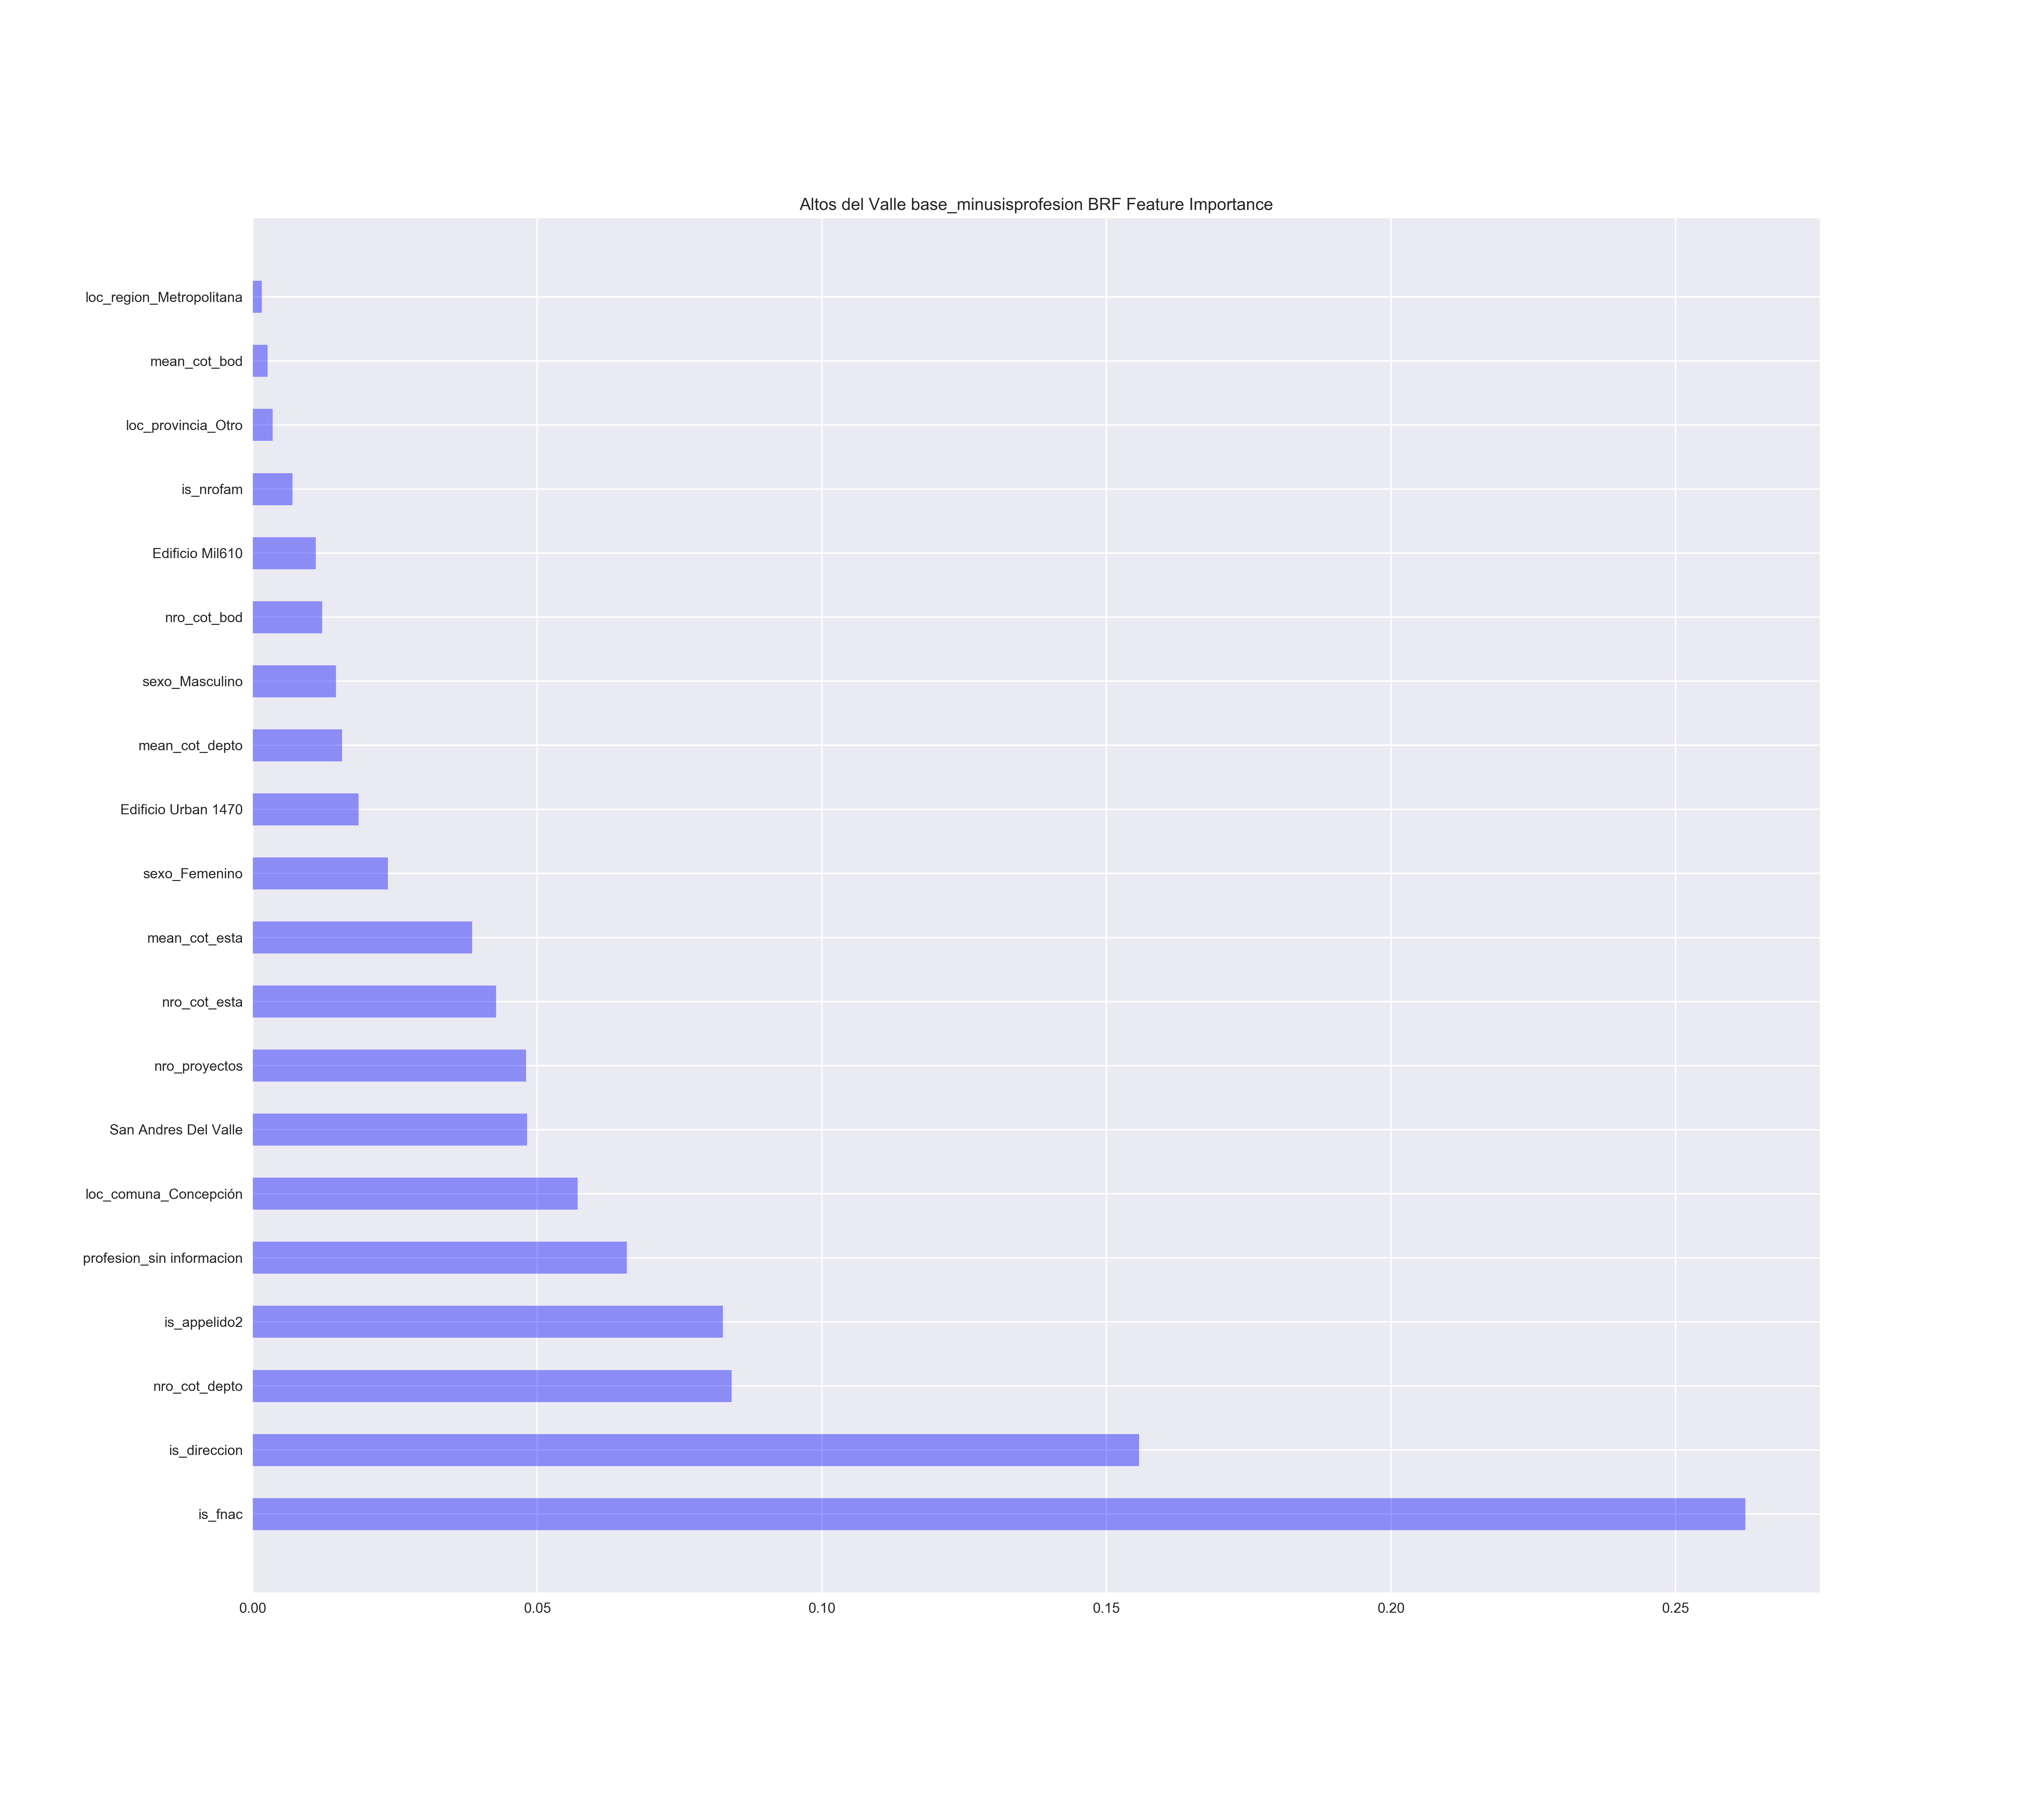 Altos del Valle base_minusisprofesion BRF Feature Importance
loc_region_Metropolitana
mean_cot_bod
loc_provincia_Otro
is_nrofam
Edificio Mil610
nro_cot_bod
sexo_Masculino
mean_cot_depto
Edificio Urban 1470
sexo_Femenino
mean_cot_esta
nro_cot_esta
nro_proyectos
San Andres Del Valle
loc_comuna_Concepción
profesion_sin informacion
is_appelido2
nro_cot_depto
is_direccion
is_fnac
0.00 0.05 0.10 0.15 0.20 0.25